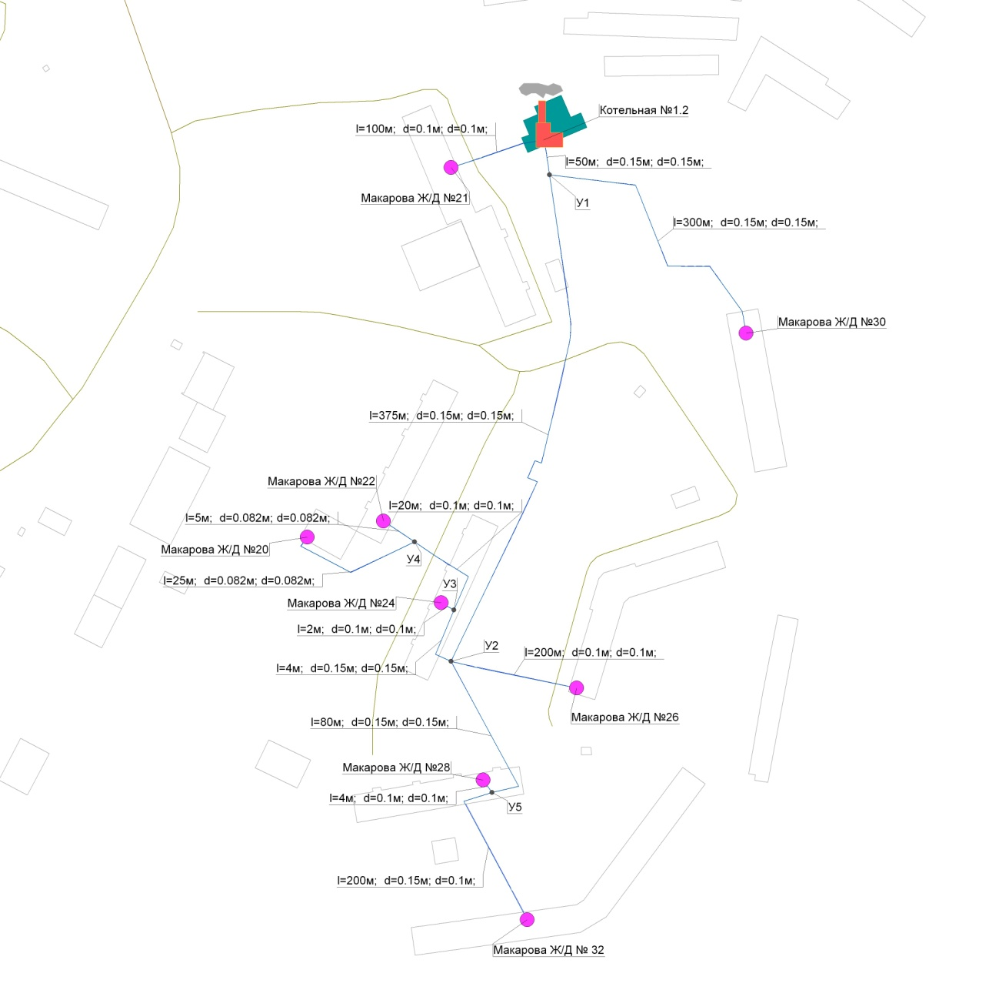 Котельная №1.2
l=100м; d=0.1м; d=0.1м;
l=50м; d=0.15м; d=0.15м;
Макарова Ж/Д №21
У1
l=300м; d=0.15м; d=0.15м;
Макарова Ж/Д №30
l=375м; d=0.15м; d=0.15м;
Макарова Ж/Д №22
l=20м; d=0.1м; d=0.1м;
l=5м; d=0.082м; d=0.082м;
Макарова Ж/Д №20
У4
l=25м; d=0.082м; d=0.082м;
У3
Макарова Ж/Д №24
l=2м; d=0.1м; d=0.1м;
У2
l=200м; d=0.1м; d=0.1м;
l=4м; d=0.15м; d=0.15м;
Макарова Ж/Д №26
l=80м; d=0.15м; d=0.15м;
Макарова Ж/Д №28
l=4м; d=0.1м; d=0.1м;
У5
l=200м; d=0.15м; d=0.1м;
Макарова Ж/Д № 32